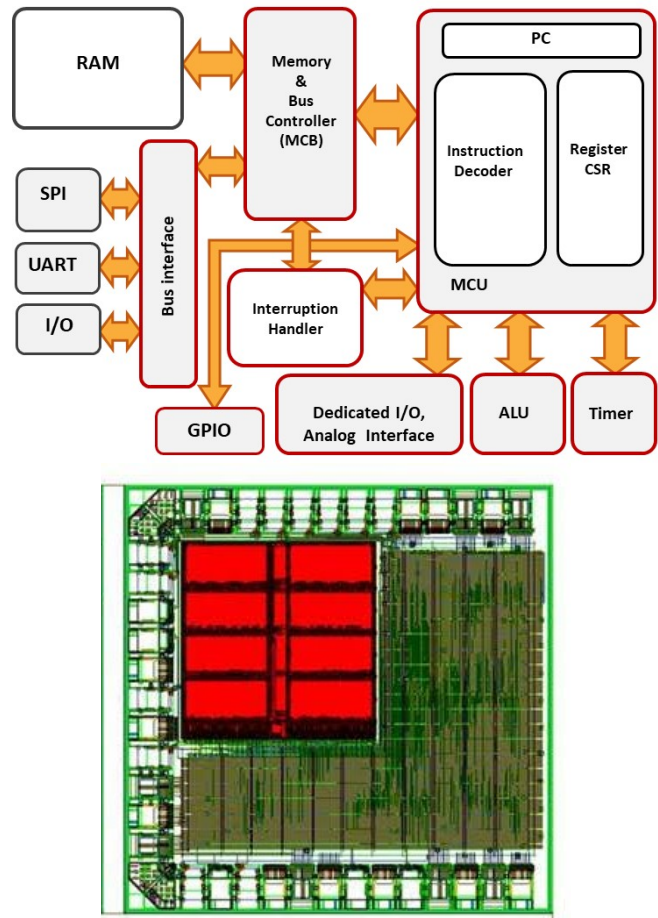 RAM
Memory
&
Bus
Controller
(MCB)
PC
Instruction
Decoder
Register
CSR
MCU
SPI
UART
I/O
Bus interface
Interruption
Handler
GPIO
Dedicated I/O,
Analog Interface
ALU
Timer